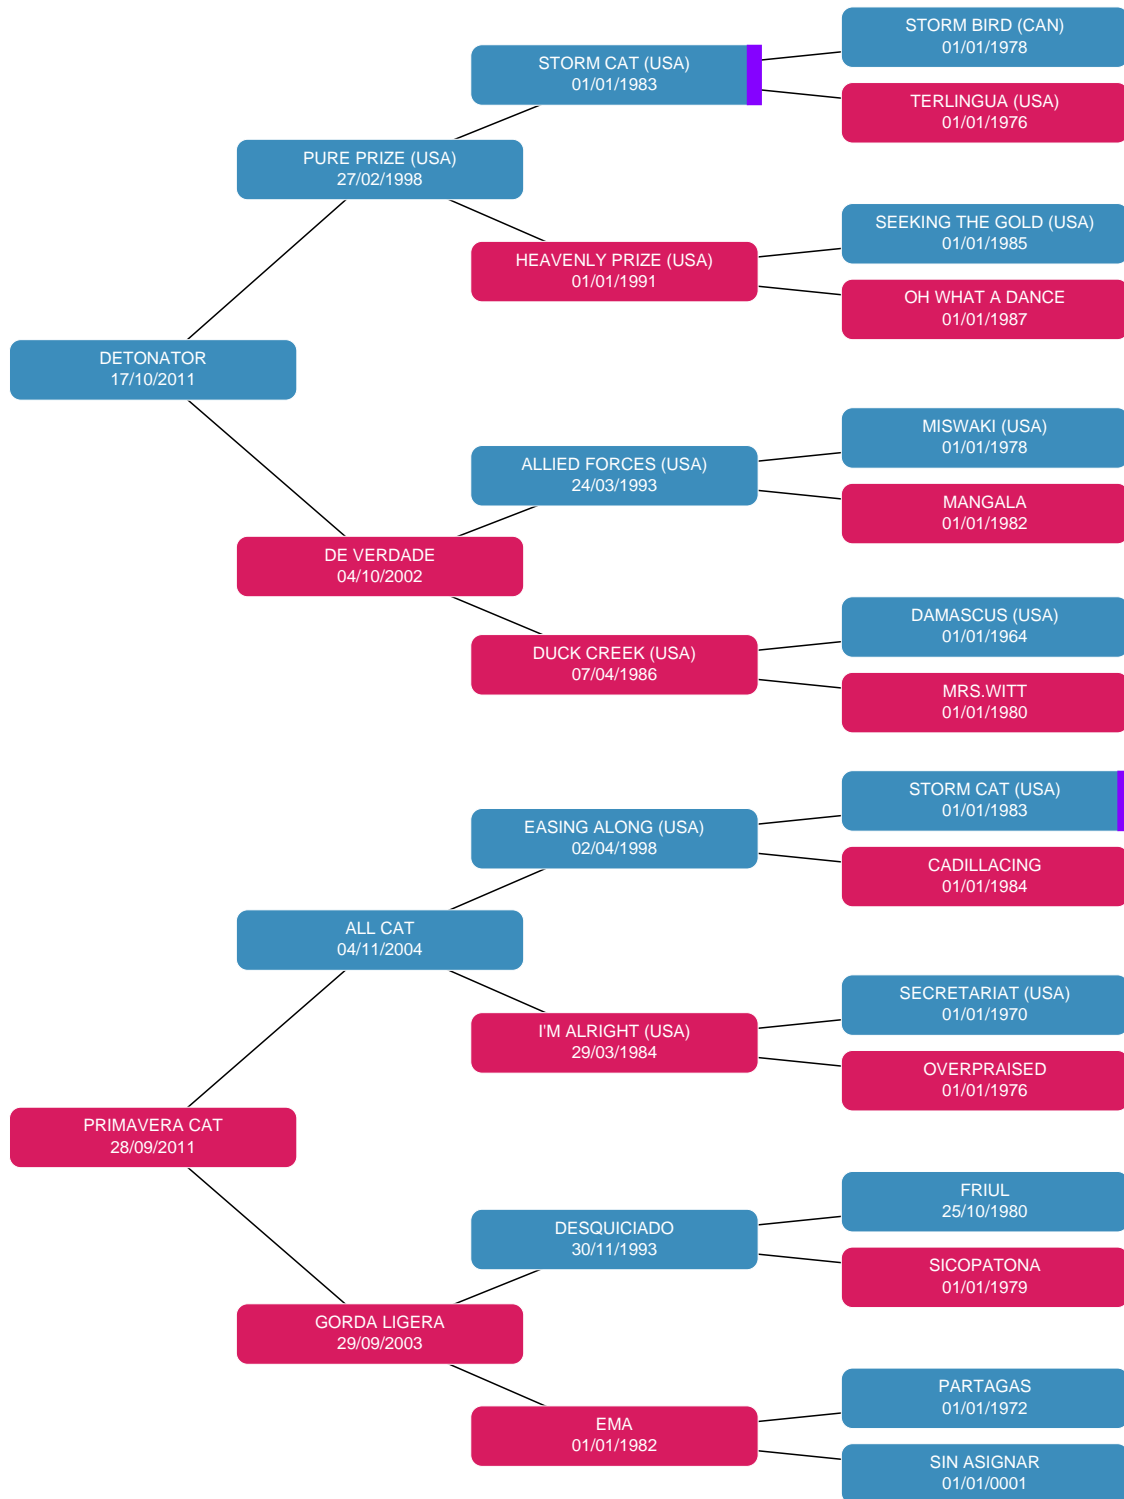 STORM BIRD (CAN)
01/01/1978
STORM CAT (USA)
01/01/1983
TERLINGUA (USA)
01/01/1976
PURE PRIZE (USA)
27/02/1998
SEEKING THE GOLD (USA)
01/01/1985
HEAVENLY PRIZE (USA)
01/01/1991
OH WHAT A DANCE
01/01/1987
DETONATOR
17/10/2011
MISWAKI (USA)
01/01/1978
ALLIED FORCES (USA)
24/03/1993
MANGALA
01/01/1982
DE VERDADE
04/10/2002
DAMASCUS (USA)
01/01/1964
DUCK CREEK (USA)
07/04/1986
MRS.WITT
01/01/1980
STORM CAT (USA)
01/01/1983
EASING ALONG (USA)
02/04/1998
CADILLACING
01/01/1984
ALL CAT
04/11/2004
SECRETARIAT (USA)
01/01/1970
I'M ALRIGHT (USA)
29/03/1984
OVERPRAISED
01/01/1976
PRIMAVERA CAT
28/09/2011
FRIUL
25/10/1980
DESQUICIADO
30/11/1993
SICOPATONA
01/01/1979
GORDA LIGERA
29/09/2003
PARTAGAS
01/01/1972
EMA
01/01/1982
SIN ASIGNAR
01/01/0001